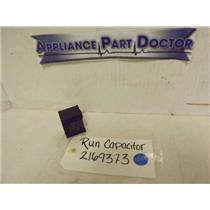 APPLIANCE PART DOCTOR
Run Capacitor
2169373